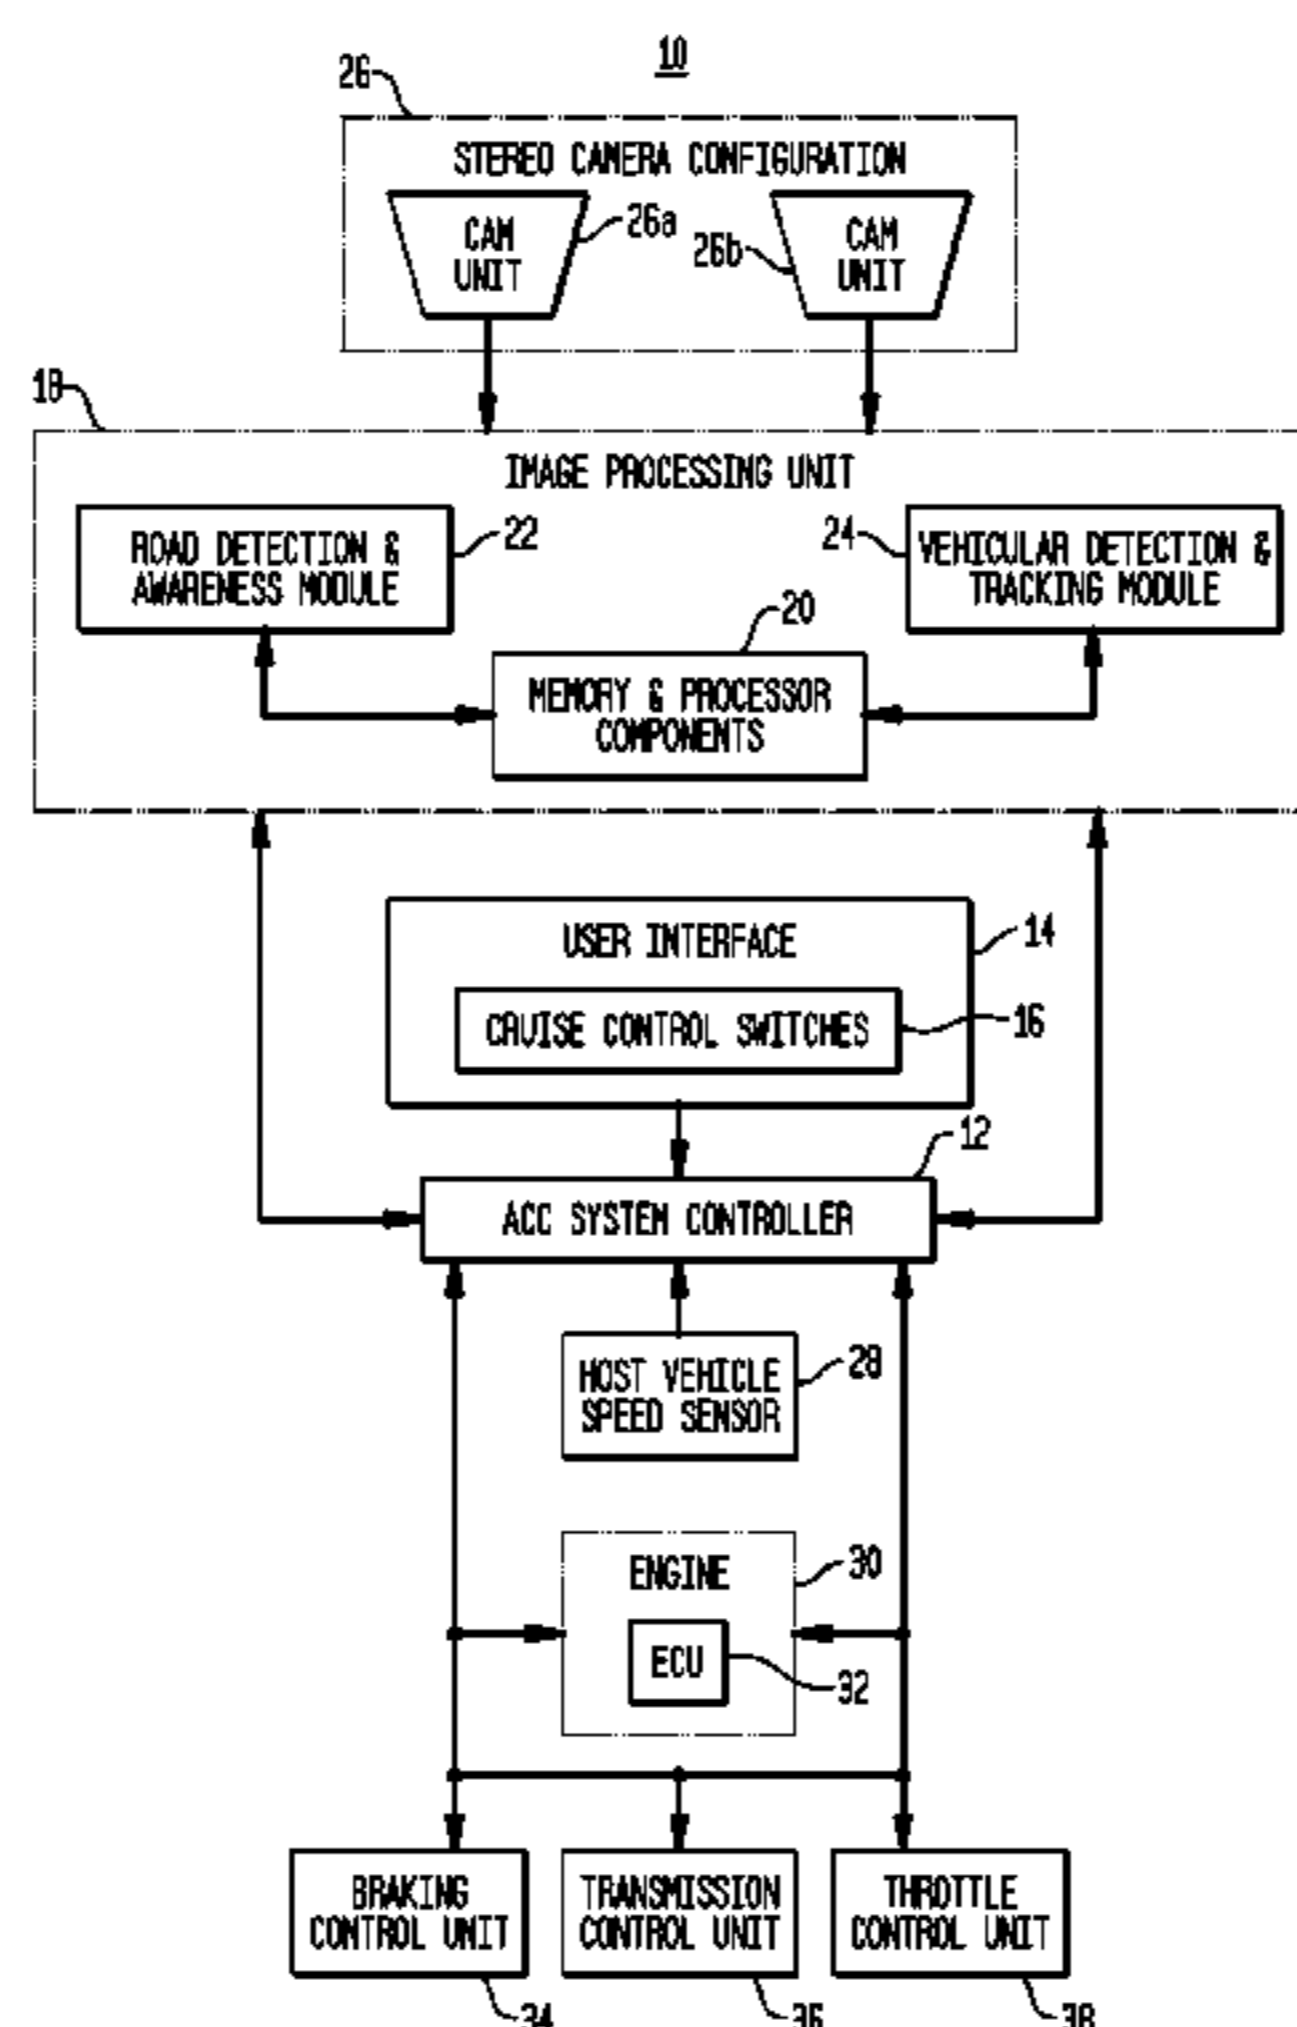 10
26
STEREO CAMERA CONFIGURATION
CAM
UNIT
26a
26b
CAM
UNIT
18
IMAGE PROCESSING UNIT
ROAD DETECTION &
AWARENESS MODULE
22
24
VEHICULAR DETECTION &
TRACKING MODULE
20
MEMORY & PROCESSOR
COMPONENTS
USER INTERFACE
14
CRUISE CONTROL SWITCHES
16
12
ACC SYSTEM CONTROLLER
HOST VEHICLE
SPEED SENSOR
28
ENGINE
30
ECU
32
BRAKING
CONTROL UNIT
TRANSMISSION
CONTROL UNIT
THROTTLE
CONTROL UNIT
34
36
38